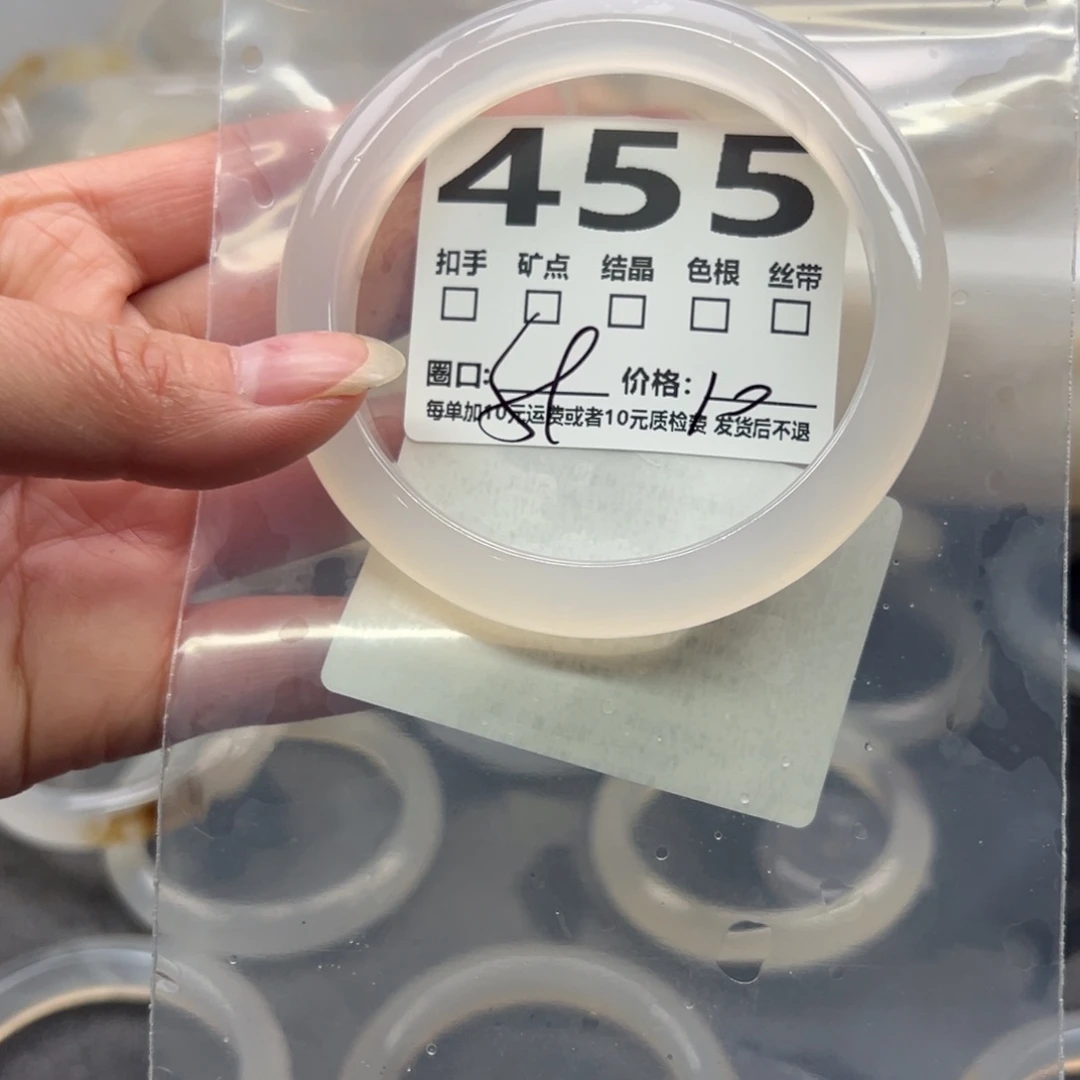 455
扣手 矿点 结晶 色根 丝带
圈口: 价格:
每单加10元运费或者10元质检费 发货后不退